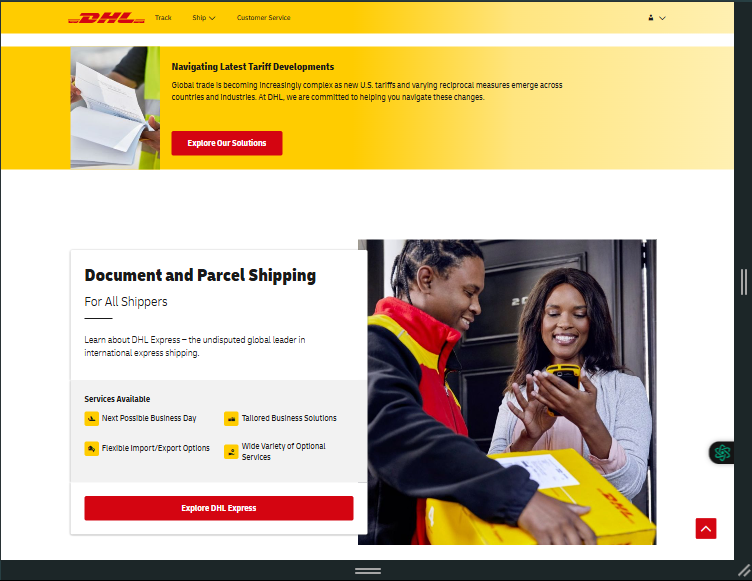 DHL
Track
Ship
Customer Service
Navigating Latest Tariff Developments
Global trade is becoming increasingly complex as new U.S. tariffs and varying reciprocal measures emerge across
countries and industries. At DHL, we are committed to helping you navigate these changes.
Explore Our Solutions
Document and Parcel Shipping
For All Shippers
Learn about DHL Express – the undisputed global leader in
international express shipping.
Services Available
Next Possible Business Day
Tailored Business Solutions
Flexible Import/Export Options
Wide Variety of Optional
Services
Explore DHL Express
DHL